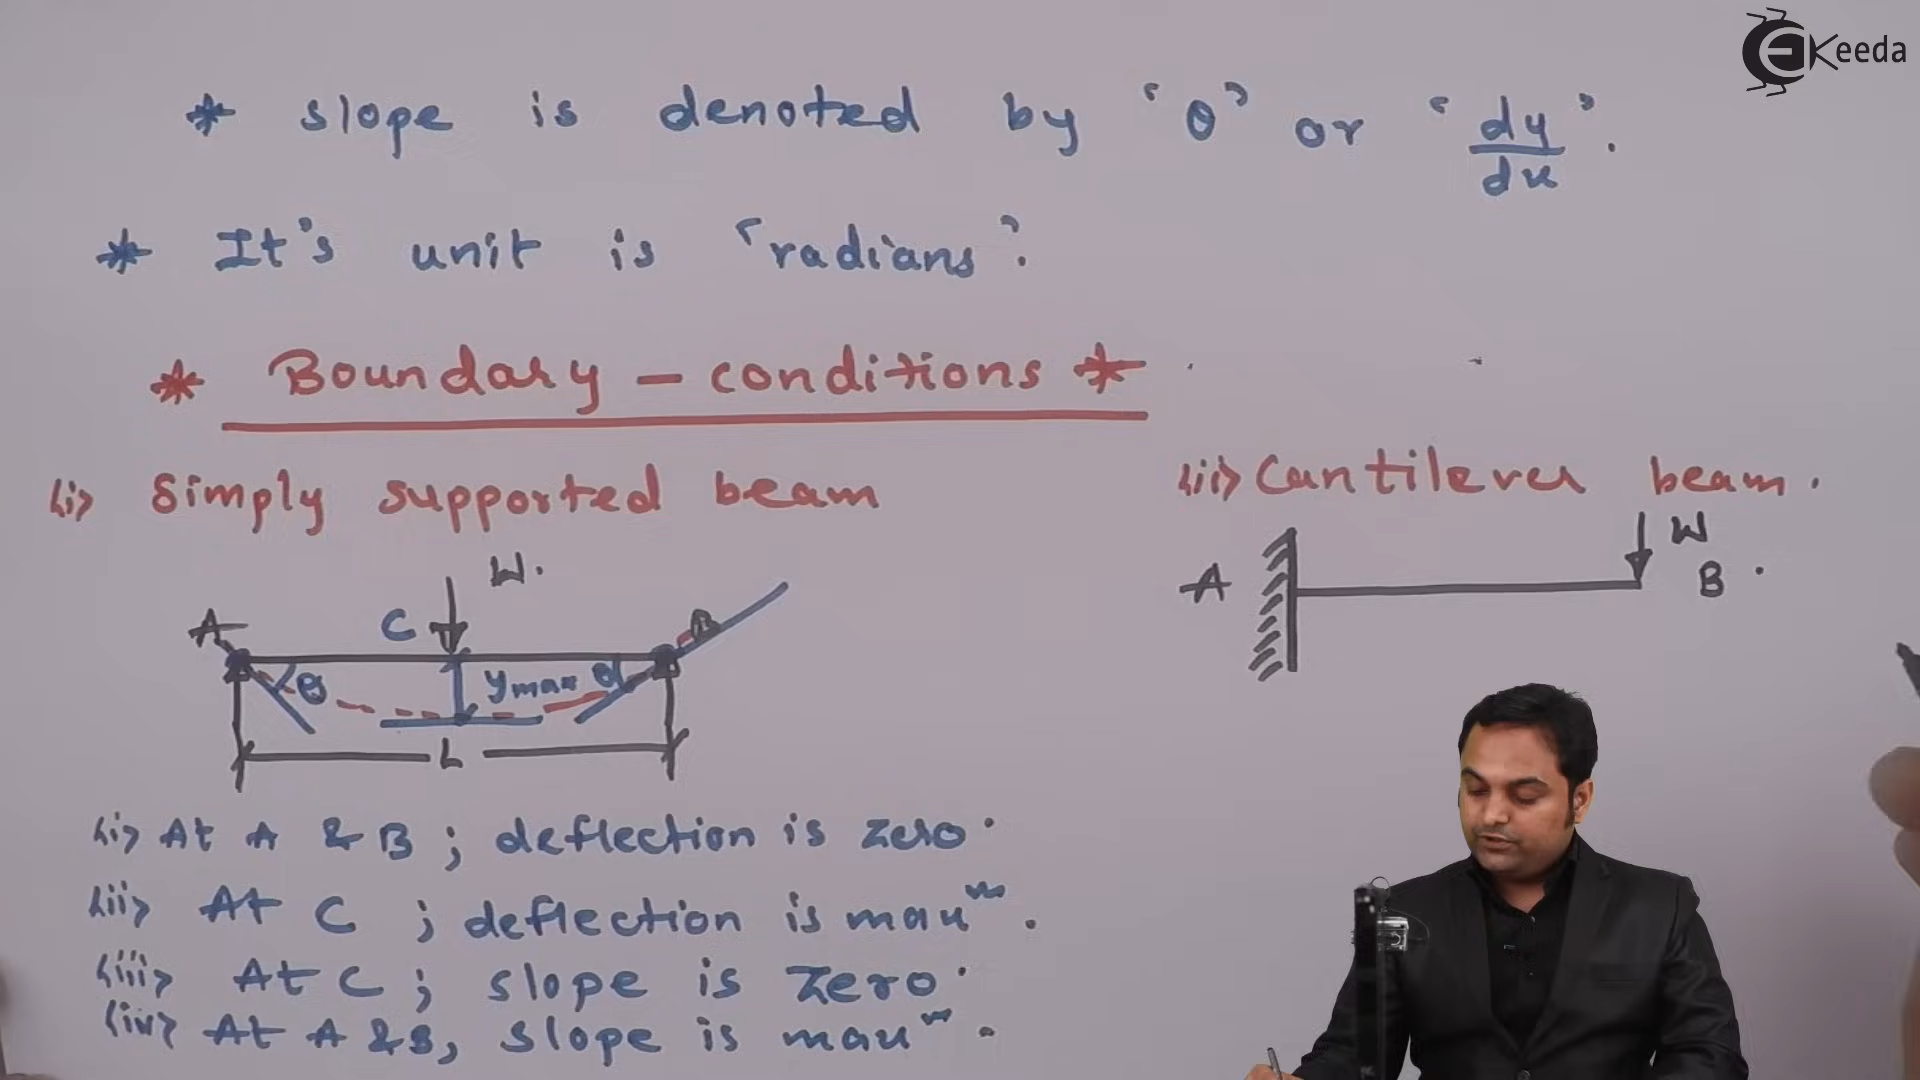 EKeeda
* slope is denoted by 'θ' or 'dy/dx'.
* It's unit is 'radians'.
* Boundary - conditions *
(i) Simply supported beam
W.
A C B
θ ymax θ
L
(i) At A & B ; deflection is zero.
(ii) At C ; deflection is maxᵐ.
(iii) At C ; slope is zero.
(iv) At A & B, slope is maxᵐ.
(ii) Cantilever beam.
W
A B.